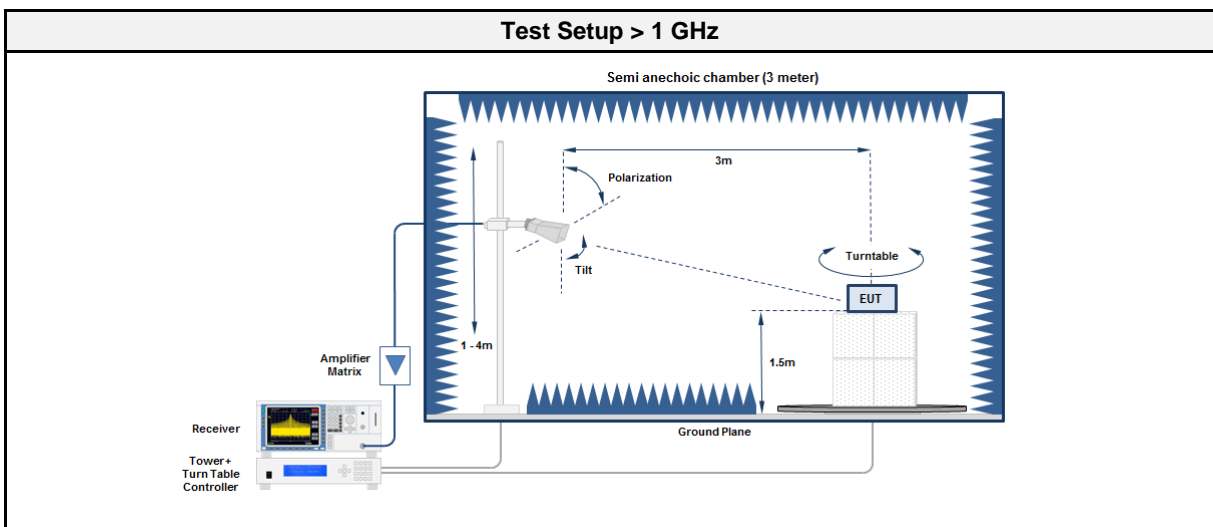 Test Setup > 1 GHz
Semi anechoic chamber (3 meter)
3m
Polarization
Turntable
Tilt
EUT
1 - 4m
1.5m
Amplifier
Matrix
Receiver
Ground Plane
Tower+
Turn Table
Controller